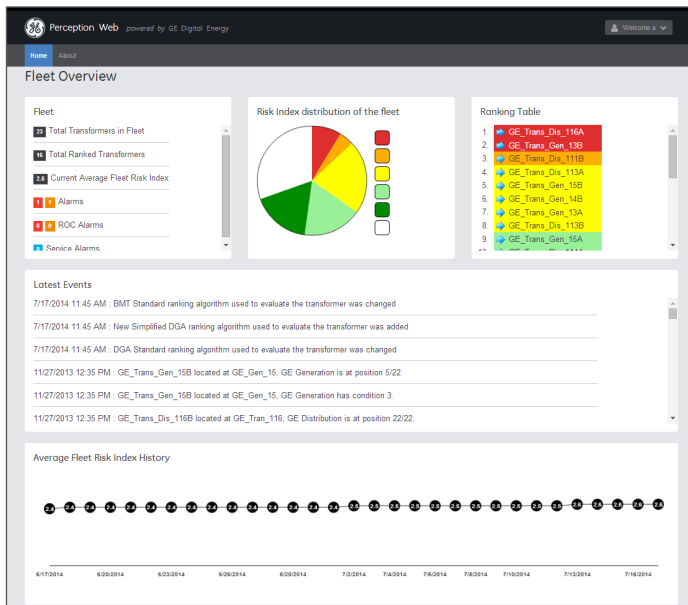 Perception Web powered by GE Digital Energy
Welcome a
Home About
Fleet Overview
Fleet
23 Total Transformers in Fleet
16 Total Ranked Transformers
2.6 Current Average Fleet Risk Index
1 1 Alarms
0 0 ROC Alarms
0 Service Alarms
Risk Index distribution of the fleet
Ranking Table
1. GE_Trans_Dis_116A
2. GE_Trans_Gen_13B
3. GE_Trans_Dis_111B
4. GE_Trans_Dis_113A
5. GE_Trans_Gen_15B
6. GE_Trans_Gen_14B
7. GE_Trans_Gen_13A
8. GE_Trans_Dis_113B
9. GE_Trans_Gen_15A
Latest Events
7/17/2014 11:45 AM : BMT Standard ranking algorithm used to evaluate the transformer was changed
7/17/2014 11:45 AM : New Simplified DGA ranking algorithm used to evaluate the transformer was added
7/17/2014 11:45 AM : DGA Standard ranking algorithm used to evaluate the transformer was changed
11/27/2013 12:35 PM : GE_Trans_Gen_15B located at GE_Gen_15, GE Generation is at position 5/22.
11/27/2013 12:35 PM : GE_Trans_Gen_15B located at GE_Gen_15, GE Generation has condition 3.
11/27/2013 12:35 PM : GE_Trans_Dis_116B located at GE_Tran_116, GE Distribution is at position 22/22.
Average Fleet Risk Index History
2.4 2.4 2.4 2.4 2.4 2.4 2.4 2.4 2.4 2.4 2.4 2.4 2.4 2.4 2.4 2.5 2.5 2.5 2.5 2.5 2.5 2.5 2.5 2.5 2.5 2.5 2.6 2.6 2.6 2.6 2.6
6/17/2014 6/20/2014 6/23/2014 6/26/2014 6/29/2014 7/2/2014 7/4/2014 7/6/2014 7/8/2014 7/10/2014 7/13/2014 7/16/2014